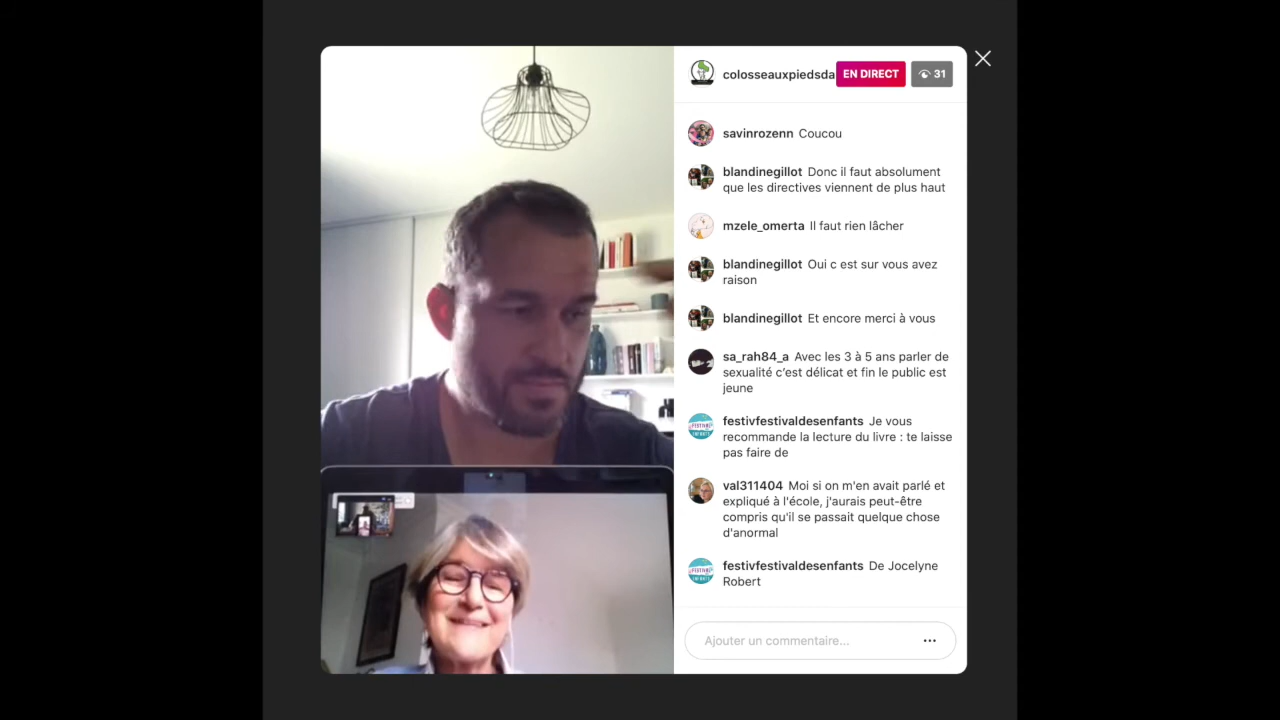 colosseauxpiedsda
EN DIRECT
31
savinrozenn Coucou
blandinegillot Donc il faut absolument
que les directives viennent de plus haut
mzele_omerta Il faut rien lâcher
blandinegillot Oui c est sur vous avez
raison
blandinegillot Et encore merci à vous
sa_rah84_a Avec les 3 à 5 ans parler de
sexualité c'est délicat et fin le public est
jeune
festivfestivaldesenfants Je vous
recommande la lecture du livre : te laisse
pas faire de
val311404 Moi si on m'en avait parlé et
expliqué à l'école, j'aurais peut-être
compris qu'il se passait quelque chose
d'anormal
festivfestivaldesenfants De Jocelyne
Robert
Ajouter un commentaire...